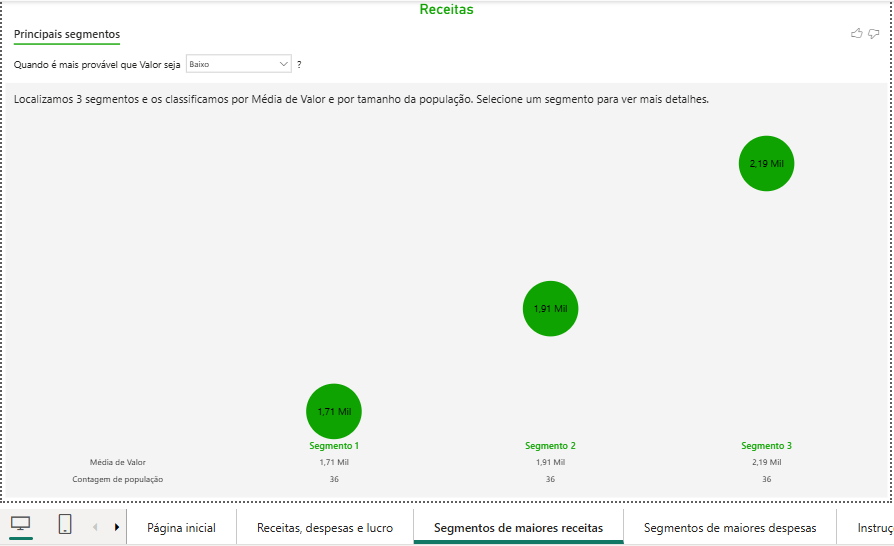 Receitas
Principais segmentos
Quando é mais provável que Valor seja Baixo ?
Localizamos 3 segmentos e os classificamos por Média de Valor e por tamanho da população. Selecione um segmento para ver mais detalhes.
2,19 Mil
1,91 Mil
1,71 Mil
Segmento 1 Segmento 2 Segmento 3
Média de Valor 1,71 Mil 1,91 Mil 2,19 Mil
Contagem de população 36 36 36
Página inicial Receitas, despesas e lucro Segmentos de maiores receitas Segmentos de maiores despesas Instruç